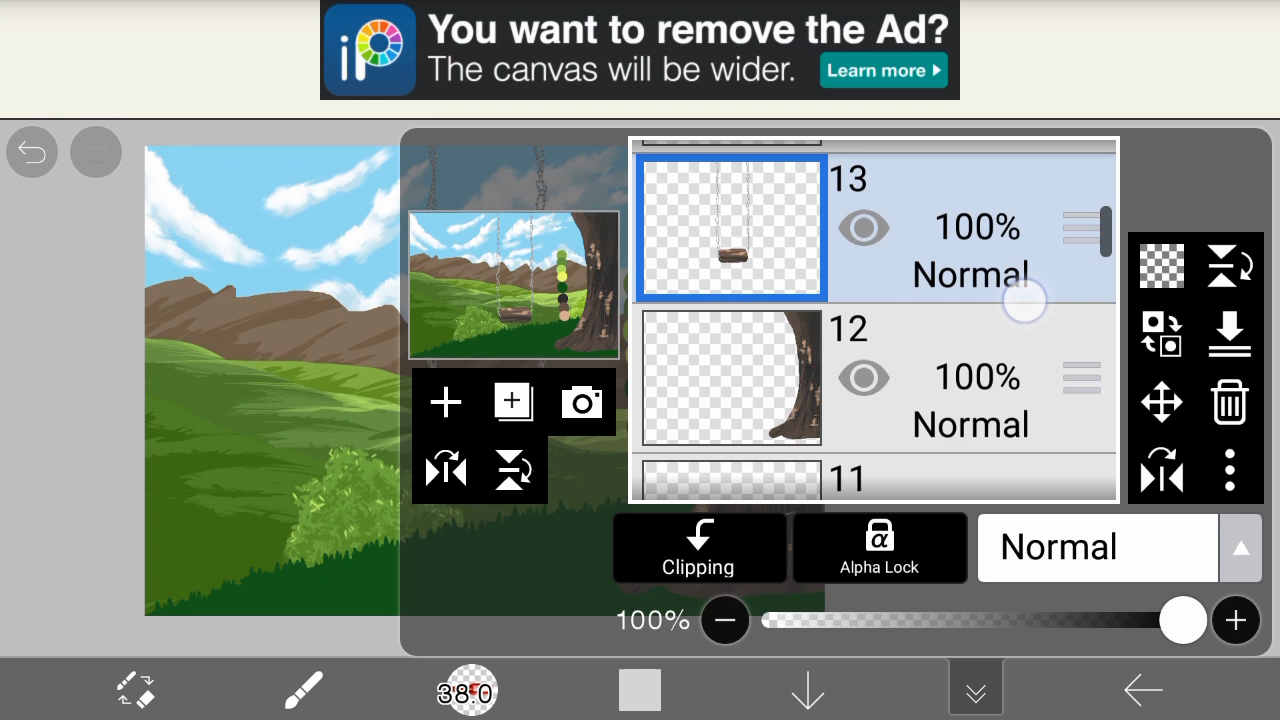 iP
You want to remove the Ad?
The canvas will be wider.
Learn more
13
100%
Normal
12
100%
Normal
11
Clipping
α
Alpha Lock
Normal
100%
38.0